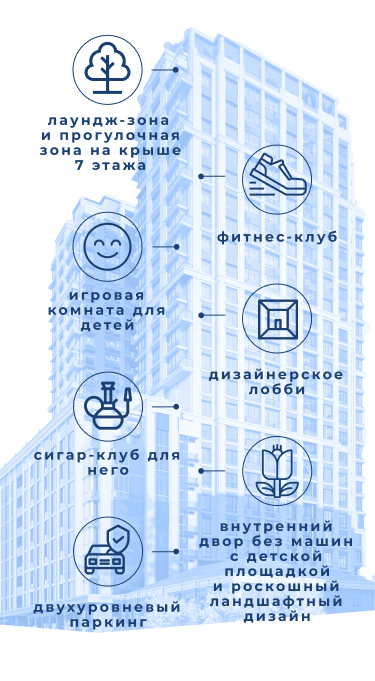 лаундж-зона
и прогулочная
зона на крыше
7 этажа
фитнес-клуб
игровая
комната для
детей
дизайнерское
лобби
сигар-клуб для
него
внутренний
двор без машин
с детской
площадкой
и роскошный
ландшафтный
дизайн
двухуровневый
паркинг